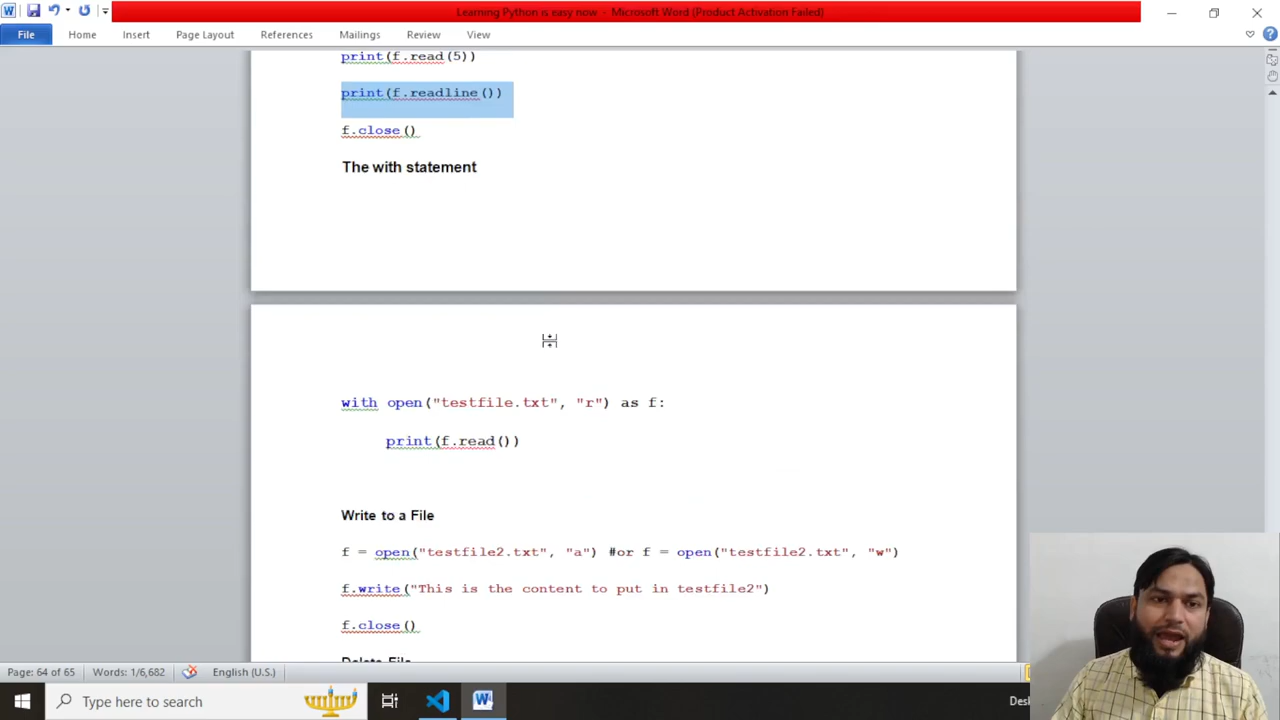 Learning Python is easy now - Microsoft Word (Product Activation Failed)
File Home Insert Page Layout References Mailings Review View
print(f.read(5))
print(f.readline())
f.close()
The with statement
with open("testfile.txt", "r") as f:
print(f.read())
Write to a File
f = open("testfile2.txt", "a") #or f = open("testfile2.txt", "w")
f.write("This is the content to put in testfile2")
f.close()
Delete File
Page: 64 of 65 Words: 1/6,682 English (U.S.)
Type here to search